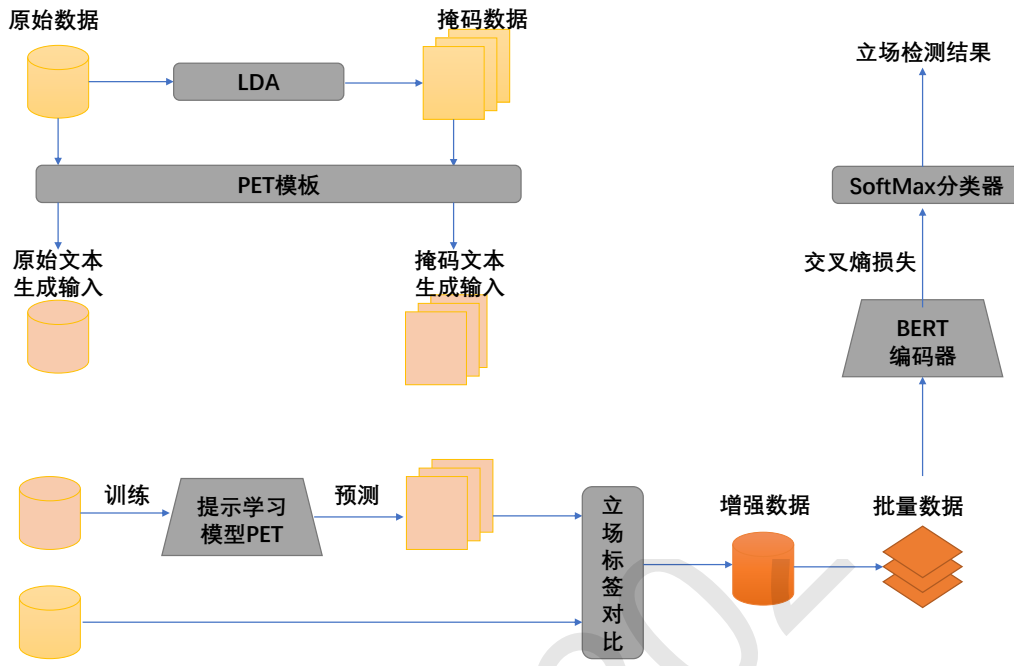 原始数据
掩码数据
立场检测结果
LDA
PET模板
SoftMax分类器
原始文本
生成输入
掩码文本
生成输入
交叉熵损失
BERT
编码器
训练
提示学习
模型PET
预测
立
场
标
签
对
比
增强数据
批量数据